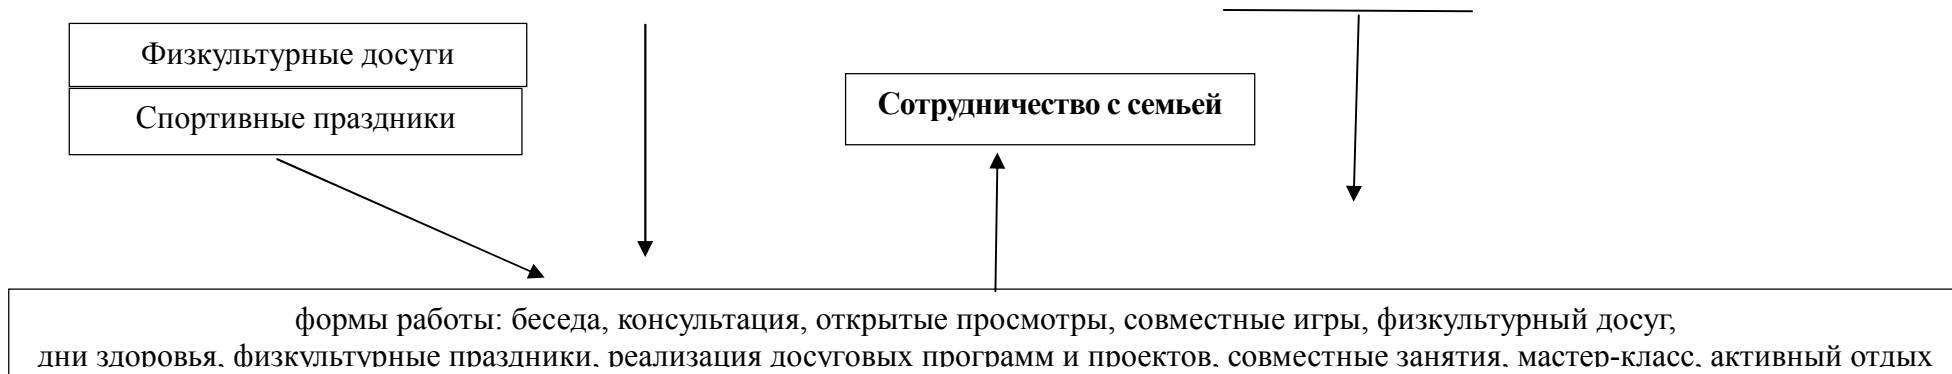 Физкультурные досуги
Спортивные праздники
Сотрудничество с семьей
формы работы: беседа, консультация, открытые просмотры, совместные игры, физкультурный досуг,
дни здоровья, физкультурные праздники, реализация досуговых программ и проектов, совместные занятия, мастер-класс, активный отдых